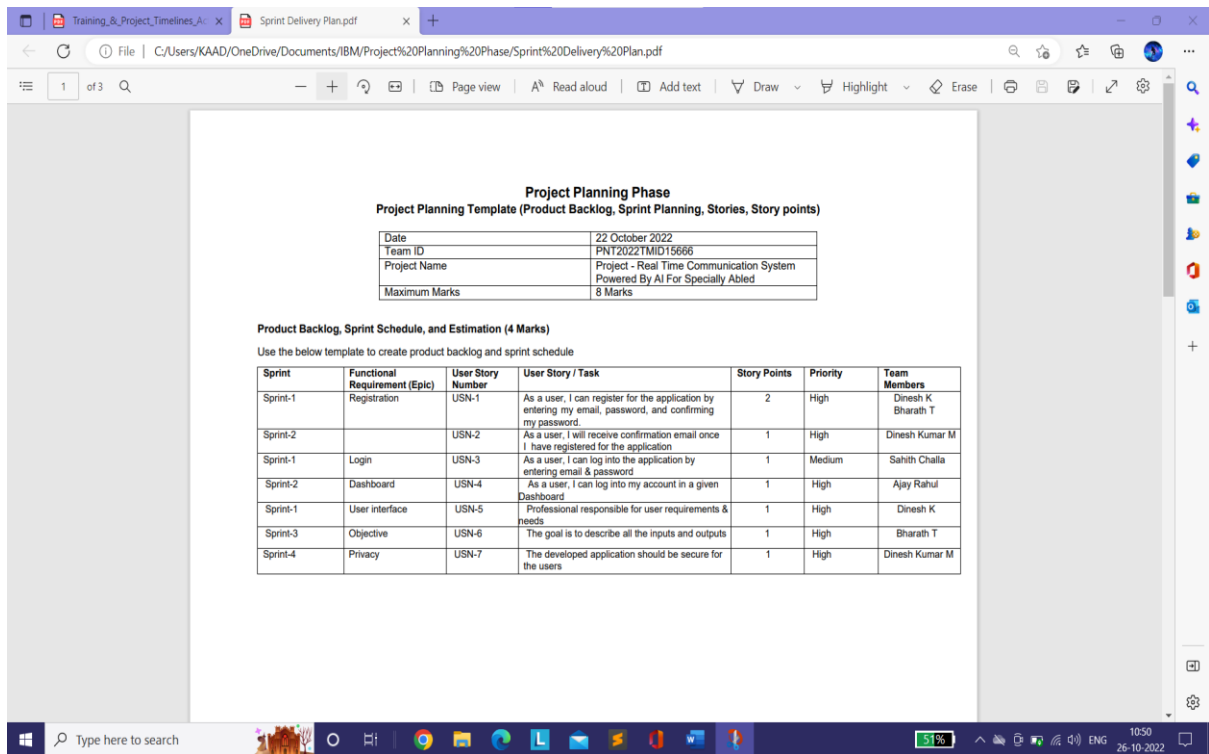 Training_&_Project_Timelines_Ac
Sprint Delivery Plan.pdf
File | C:/Users/KAAD/OneDrive/Documents/IBM/Project%20Planning%20Phase/Sprint%20Delivery%20Plan.pdf
1 of 3 Page view Read aloud Add text Draw Highlight Erase
Project Planning Phase
Project Planning Template (Product Backlog, Sprint Planning, Stories, Story points)
Date 22 October 2022
Team ID PNT2022TMID15666
Project Name Project - Real Time Communication System
Powered By AI For Specially Abled
Maximum Marks 8 Marks
Product Backlog, Sprint Schedule, and Estimation (4 Marks)
Use the below template to create product backlog and sprint schedule
Sprint Functional User Story User Story / Task Story Points Priority Team
Requirement (Epic) Number Members
Sprint-1 Registration USN-1 As a user, I can register for the application by 2 High Dinesh K
entering my email, password, and confirming Bharath T
my password.
Sprint-2 USN-2 As a user, I will receive confirmation email once 1 High Dinesh Kumar M
I have registered for the application
Sprint-1 Login USN-3 As a user, I can log into the application by 1 Medium Sahith Challa
entering email & password
Sprint-2 Dashboard USN-4 As a user, I can log into my account in a given 1 High Ajay Rahul
Dashboard
Sprint-1 User interface USN-5 Professional responsible for user requirements & 1 High Dinesh K
needs
Sprint-3 Objective USN-6 The goal is to describe all the inputs and outputs 1 High Bharath T
Sprint-4 Privacy USN-7 The developed application should be secure for 1 High Dinesh Kumar M
the users
Type here to search
L
51%
ENG
10:50
26-10-2022